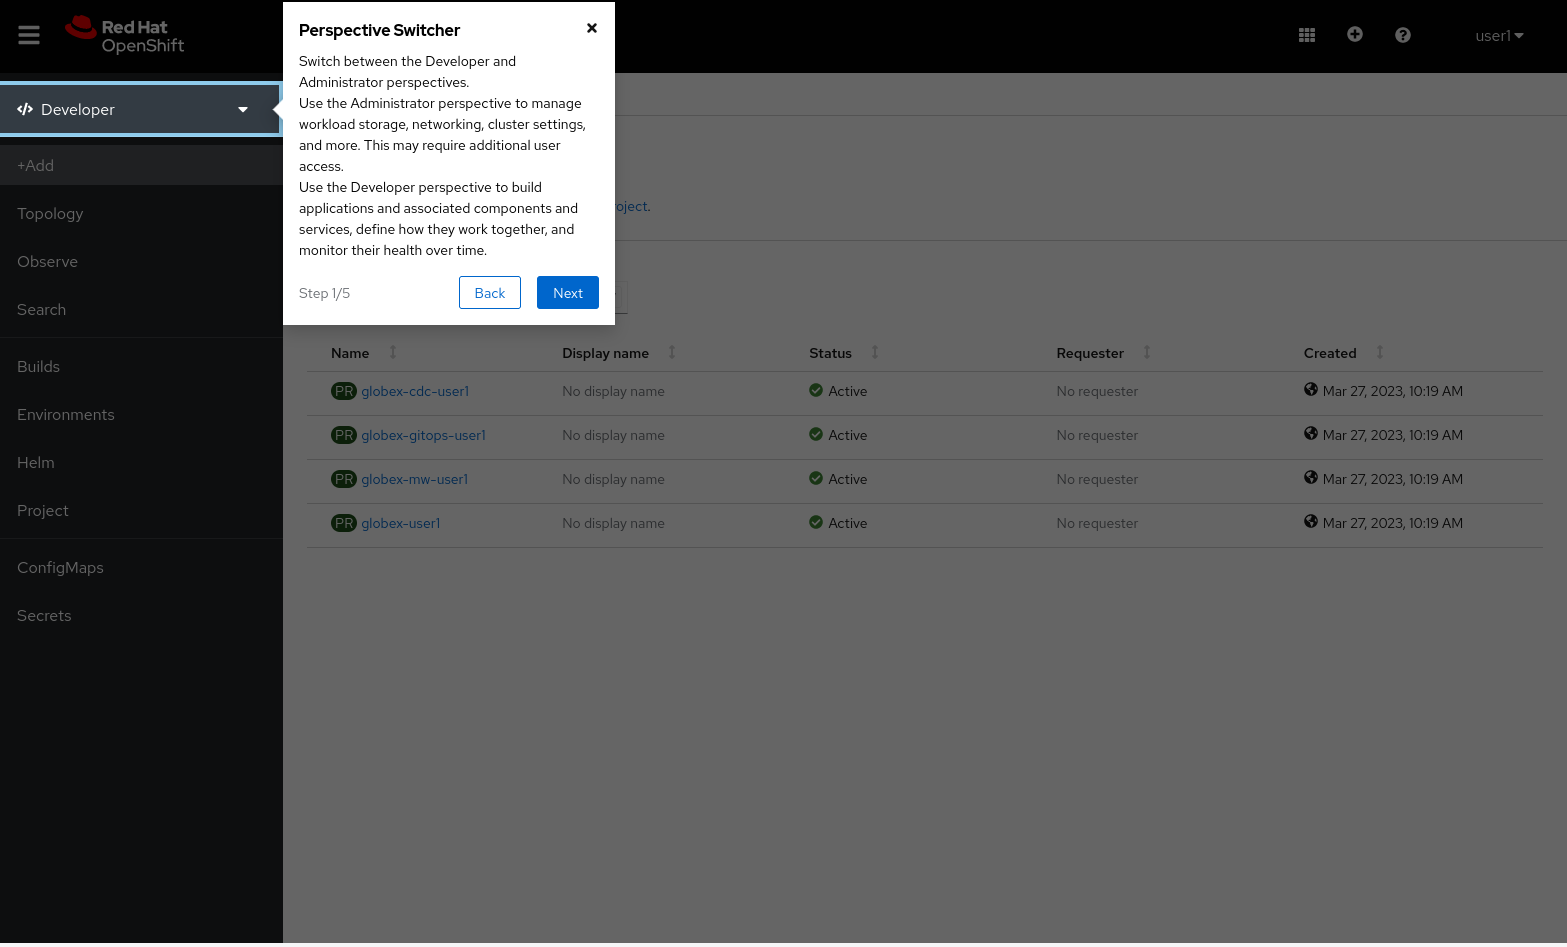 Red Hat
OpenShift
user1
Developer
+Add
Topology
Observe
Search
Builds
Environments
Helm
Project
ConfigMaps
Secrets
Perspective Switcher
Switch between the Developer and
Administrator perspectives.
Use the Administrator perspective to manage
workload storage, networking, cluster settings,
and more. This may require additional user
access.
Use the Developer perspective to build
applications and associated components and
services, define how they work together, and
monitor their health over time.
Step 1/5 Back Next
oject.
Name Display name Status Requester Created
PR globex-cdc-user1 No display name Active No requester Mar 27, 2023, 10:19 AM
PR globex-gitops-user1 No display name Active No requester Mar 27, 2023, 10:19 AM
PR globex-mw-user1 No display name Active No requester Mar 27, 2023, 10:19 AM
PR globex-user1 No display name Active No requester Mar 27, 2023, 10:19 AM